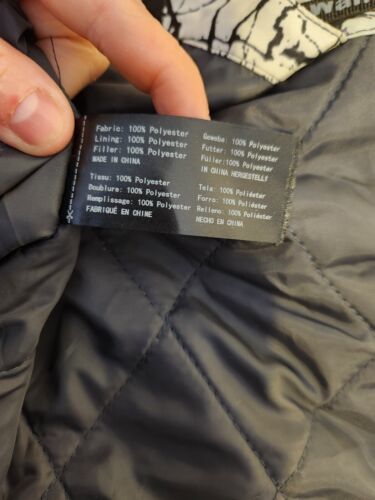 Fabric: 100% Polyester
Lining: 100% Polyester
Filler: 100% Polyester
MADE IN CHINA
Tissu: 100% Polyester
Doublure: 100% Polyester
Remplissage: 100% Polyester
FABRIQUÉ EN CHINE
Gewebe: 100% Polyester
Futter: 100% Polyester
Füller: 100% Polyester
IN CHINA HERGESTELLT
Tela: 100% Poliéster
Forro: 100% Poliéster
Relleno: 100% Poliéster
HECHO EN CHINA